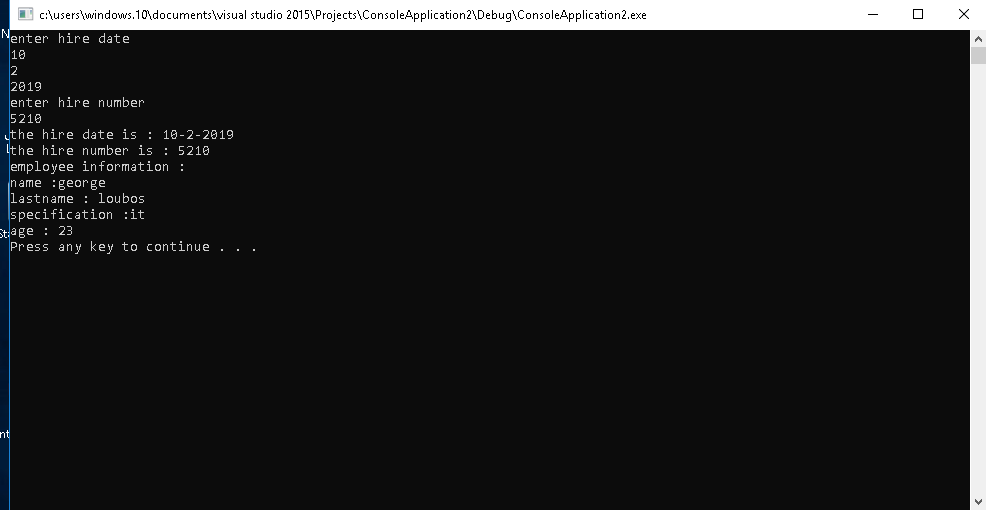 c:\users\windows.10\documents\visual studio 2015\Projects\ConsoleApplication2\Debug\ConsoleApplication2.exe
enter hire date
10
2
2019
enter hire number
5210
the hire date is : 10-2-2019
the hire number is : 5210
employee information :
name :george
lastname : loubos
specification :it
age : 23
Press any key to continue . . .